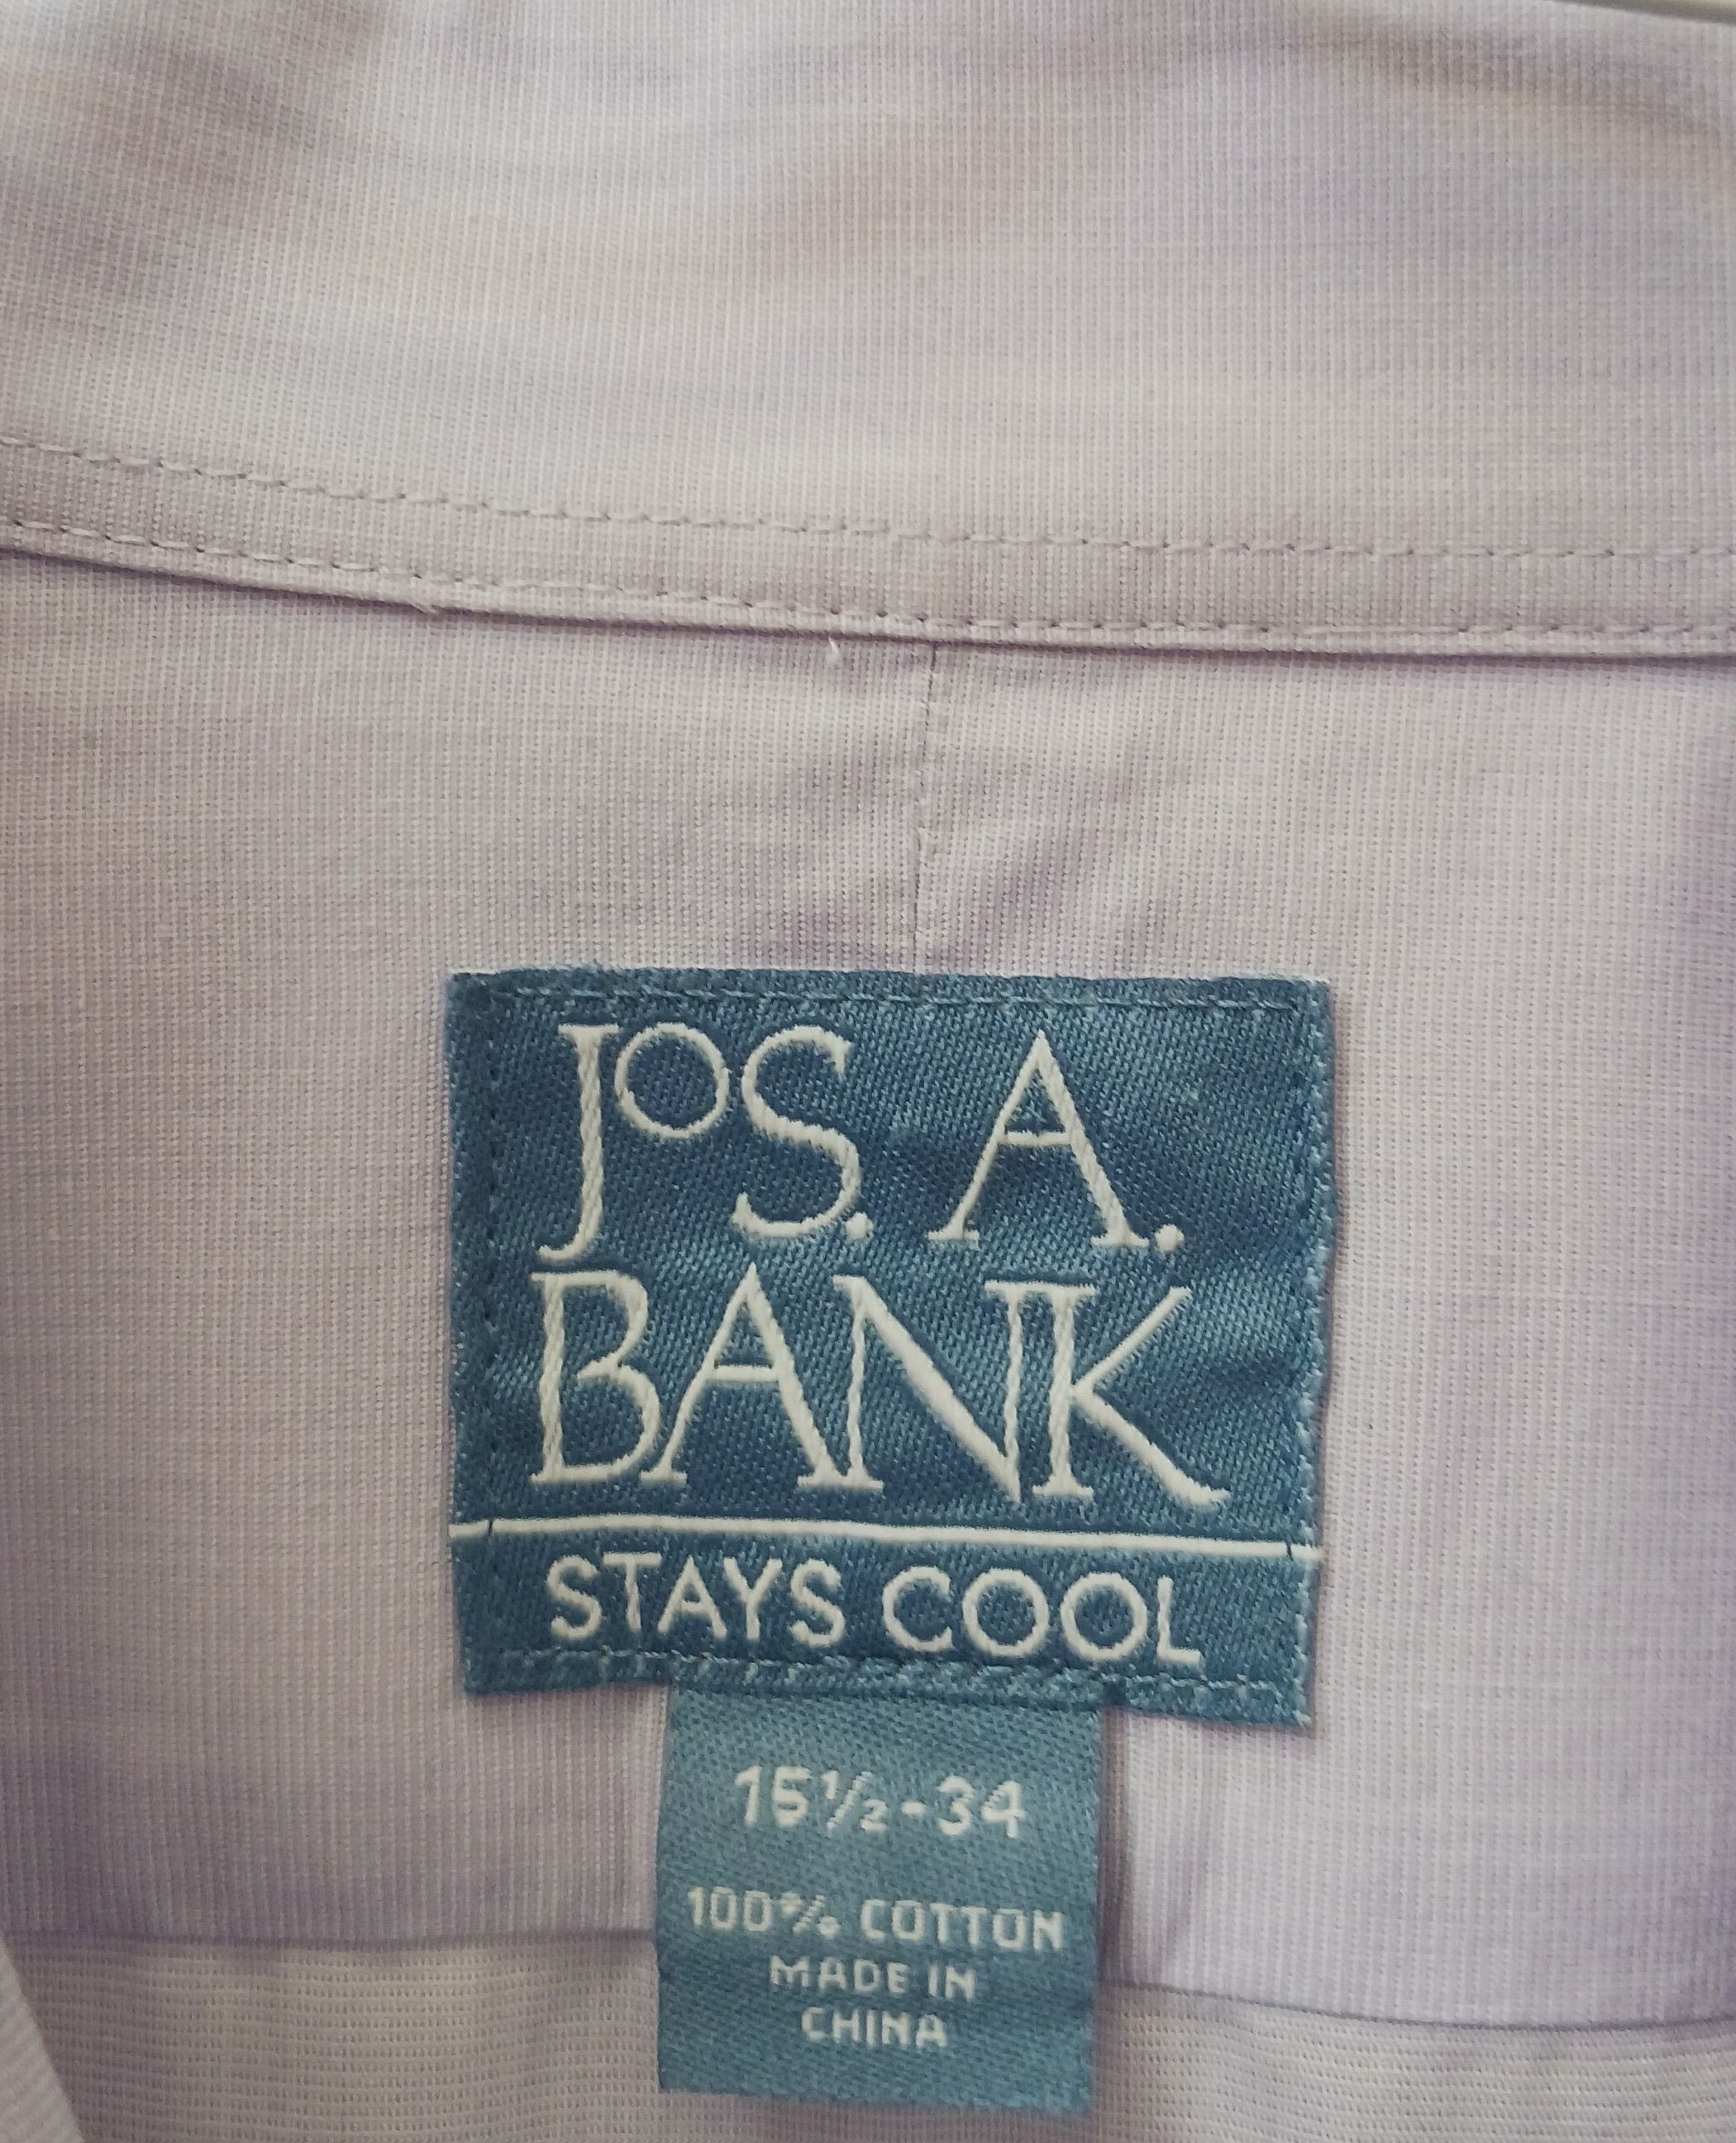 JOS. A.
BANK
STAYS COOL
15½-34
100% COTTON
MADE IN
CHINA